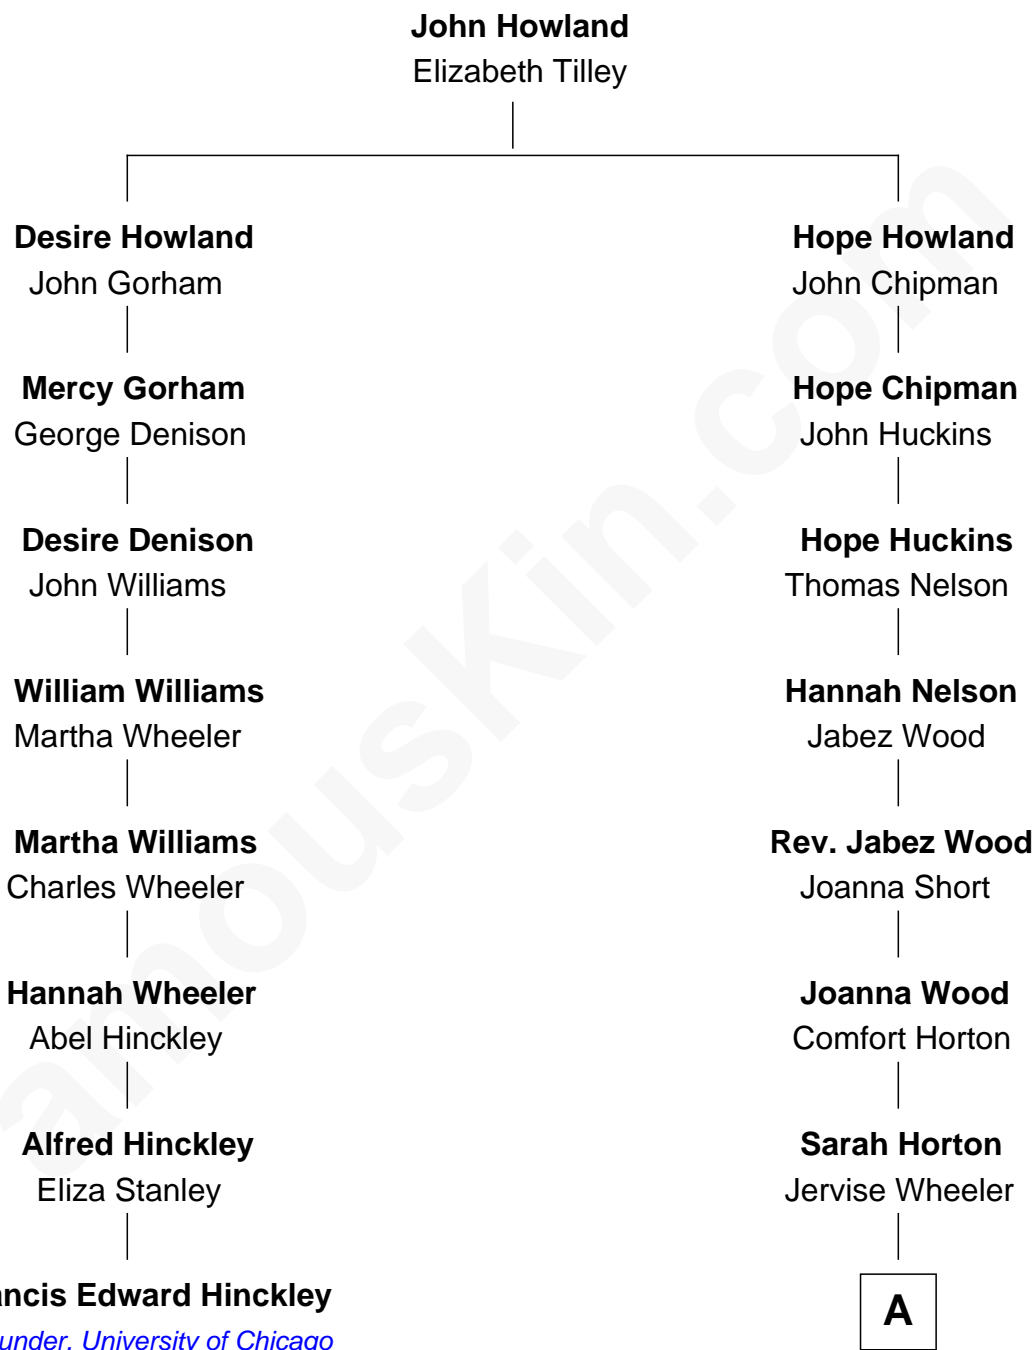 John Howland
Elizabeth Tilley
Desire Howland
John Gorham
Hope Howland
John Chipman
Mercy Gorham
George Denison
Hope Chipman
John Huckins
Desire Denison
John Williams
Hope Huckins
Thomas Nelson
William Williams
Martha Wheeler
Hannah Nelson
Jabez Wood
Martha Williams
Charles Wheeler
Rev. Jabez Wood
Joanna Short
Hannah Wheeler
Abel Hinckley
Joanna Wood
Comfort Horton
Alfred Hinckley
Eliza Stanley
Sarah Horton
Jervise Wheeler
ancis Edward Hinckley
under, University of Chicago
A
amouskin.com